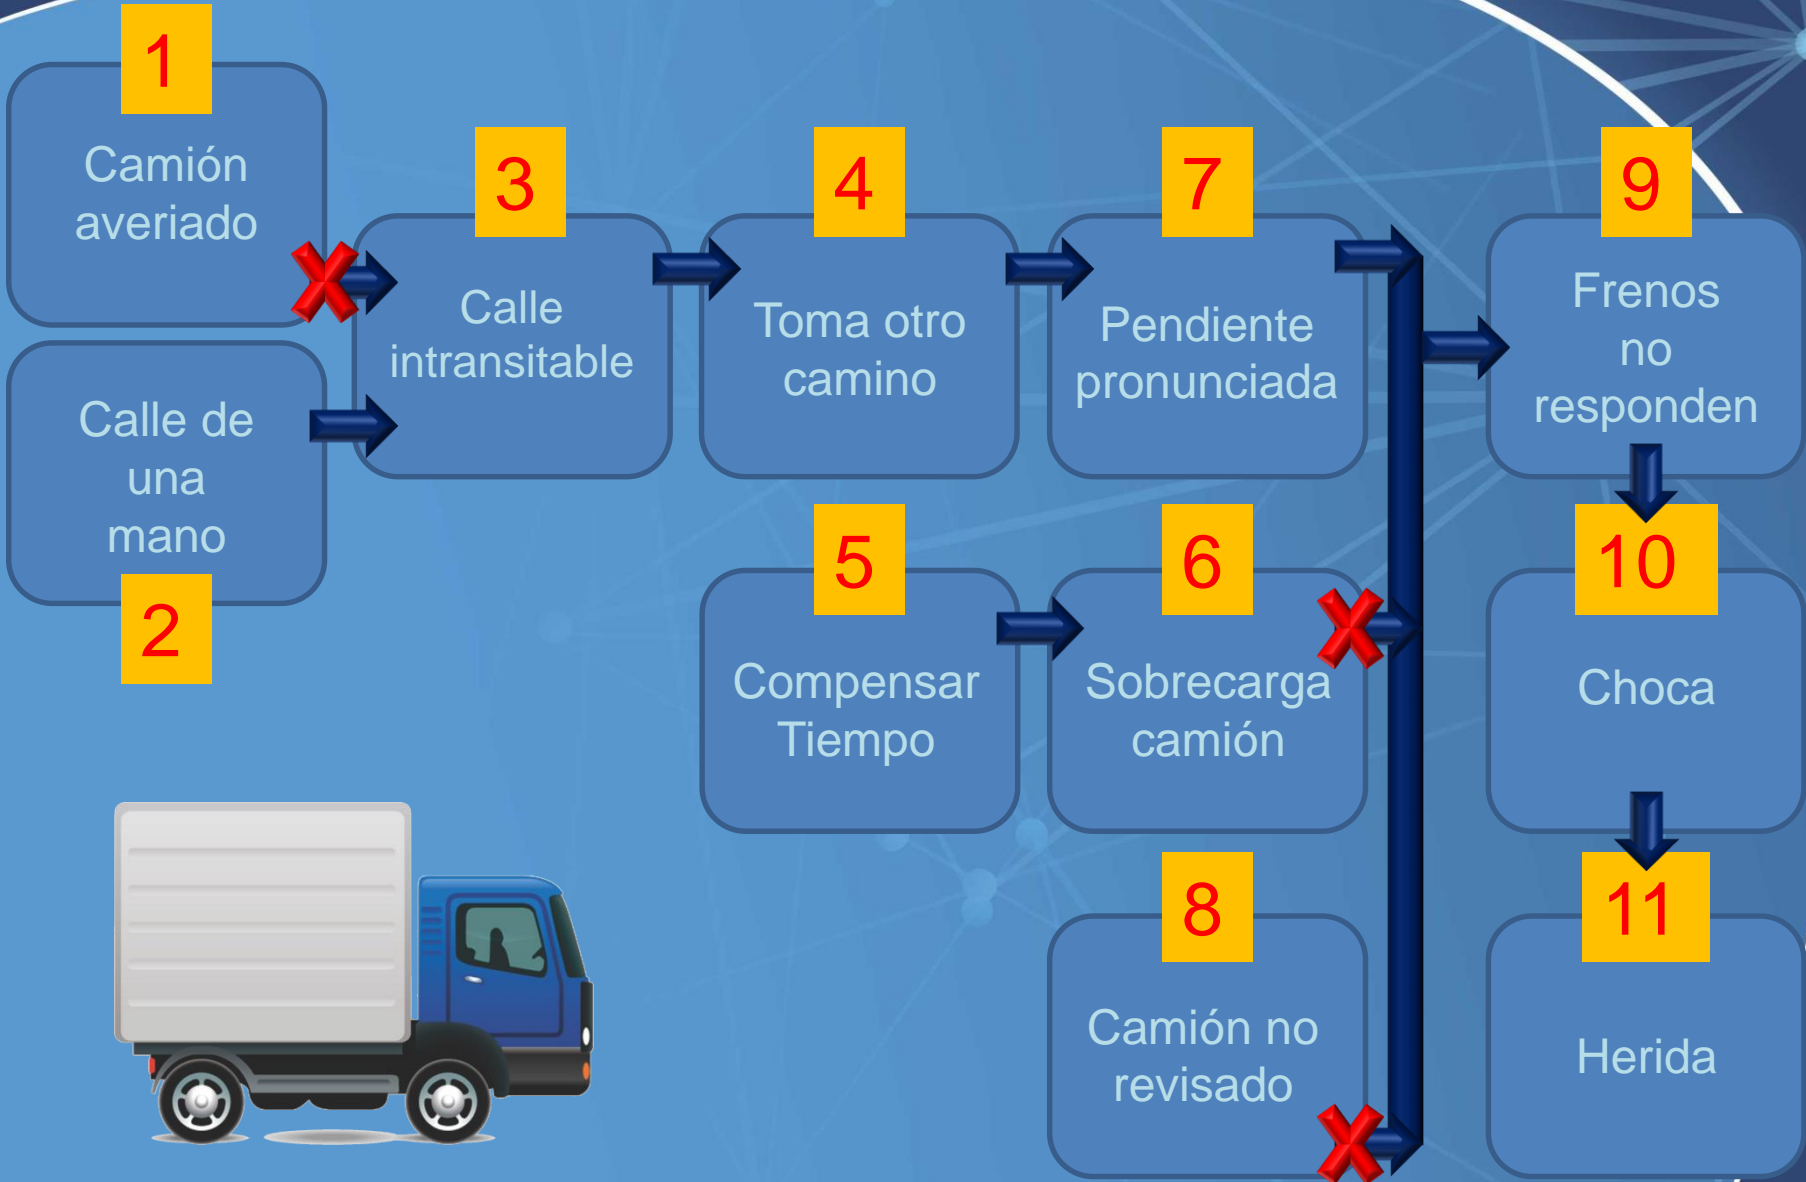 1
Camión
averiado
2
Calle de
una
mano
3
Calle
intransitable
4
Toma otro
camino
7
Pendiente
pronunciada
5
Compensar
Tiempo
6
Sobrecarga
camión
8
Camión no
revisado
9
Frenos
no
responden
10
Choca
11
Herida